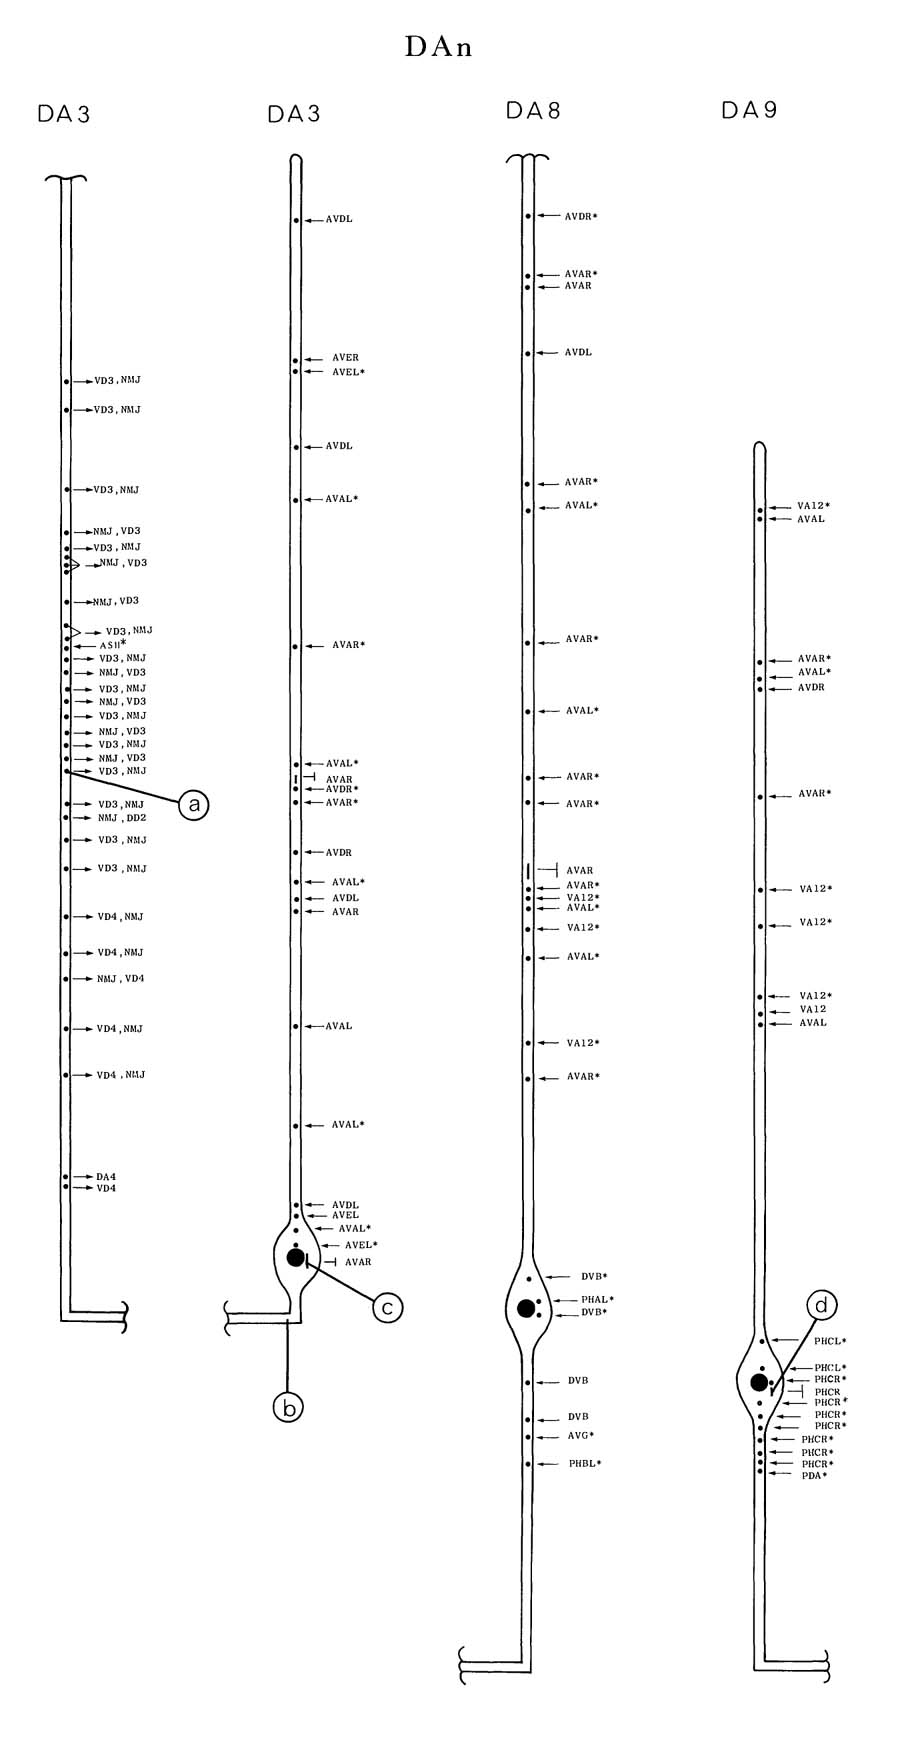 DAn
DA3
VD3,NMJ
VD3,NMJ
VD3,NMJ
NMJ,VD3
VD3,NMJ
NMJ,VD3
NMJ,VD3
VD3,NMJ
ASH*
VD3,NMJ
NMJ,VD3
VD3,NMJ
NMJ,VD3
VD3,NMJ
NMJ,VD3
VD3,NMJ
NMJ,VD3
VD3,NMJ
a
VD3,NMJ
NMJ,DD2
VD3,NMJ
VD3,NMJ
VD4,NMJ
VD4,NMJ
NMJ,VD4
VD4,NMJ
VD4,NMJ
DA4
VD4
DA3
AVDL
AVER
AVEL*
AVDL
AVAL*
AVAR*
AVAL*
AVAR
AVDR*
AVAR*
AVDR
AVAL*
AVDL
AVAR
AVAL
AVAL*
AVDL
AVEL
AVAL*
AVEL*
AVAR
c
b
DA8
AVDR*
AVAR*
AVAR
AVDL
AVAR*
AVAL*
AVAR*
AVAL*
AVAR*
AVAR*
AVAR
AVAR*
VA12*
AVAL*
VA12*
AVAL*
VA12*
AVAR*
DVB*
PHAL*
DVB*
DVB
DVB
AVG*
PHBL*
DA9
VA12*
AVAL
AVAR*
AVAL*
AVDR
AVAR*
VA12*
VA12*
VA12*
VA12
AVAL
d
PHCL*
PHCL*
PHCR*
PHCR
PHCR*
PHCR*
PHCR*
PHCR*
PHCR*
PHCR*
PDA*